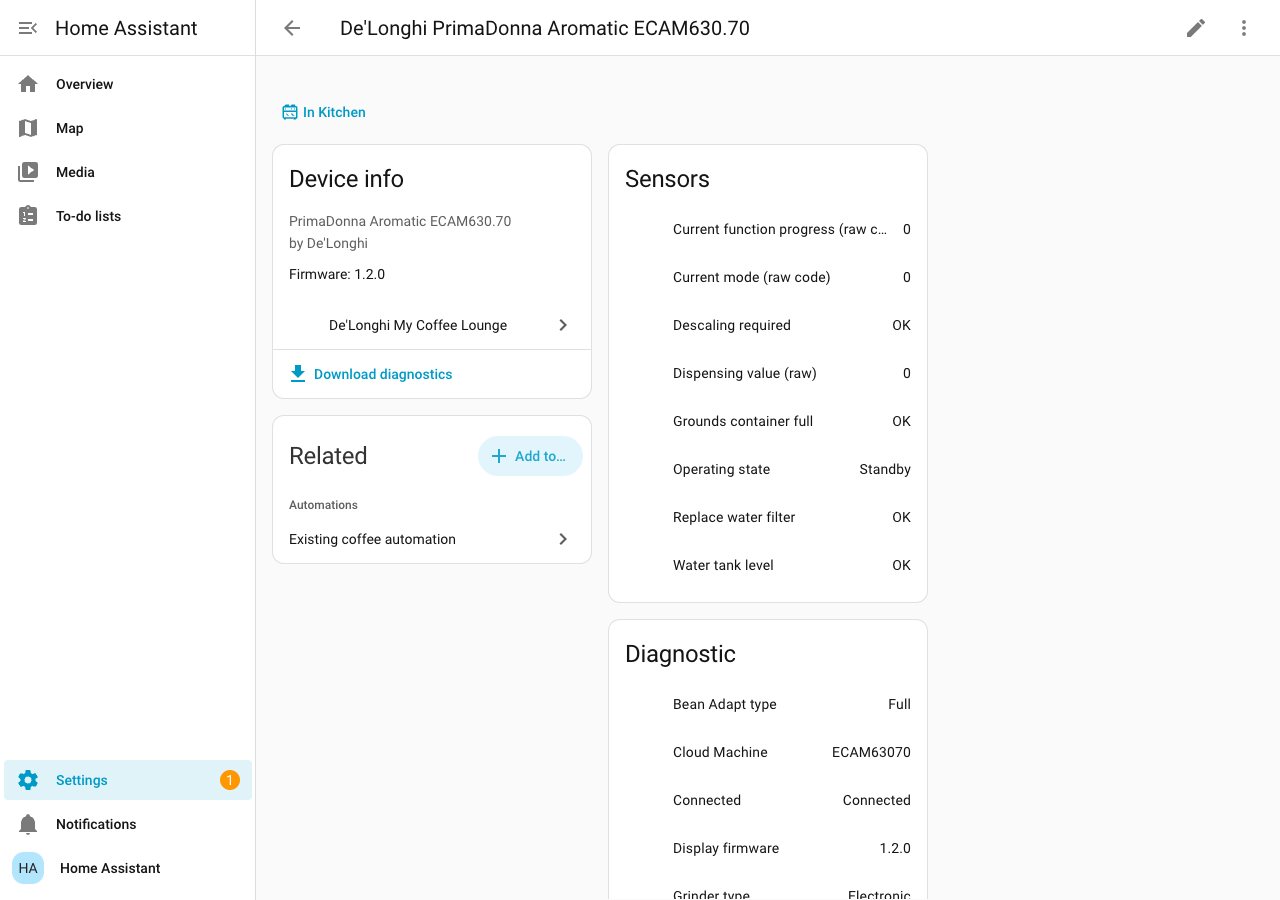 Home Assistant
De'Longhi PrimaDonna Aromatic ECAM630.70
Overview
Map
Media
To-do lists
Settings
1
Notifications
HA
Home Assistant
In Kitchen
Device info
PrimaDonna Aromatic ECAM630.70
by De'Longhi
Firmware: 1.2.0
De'Longhi My Coffee Lounge
Download diagnostics
Related
Add to...
Automations
Existing coffee automation
Sensors
Current function progress (raw c... 0
Current mode (raw code) 0
Descaling required OK
Dispensing value (raw) 0
Grounds container full OK
Operating state Standby
Replace water filter OK
Water tank level OK
Diagnostic
Bean Adapt type Full
Cloud Machine ECAM63070
Connected Connected
Display firmware 1.2.0
Grinder type Electronic